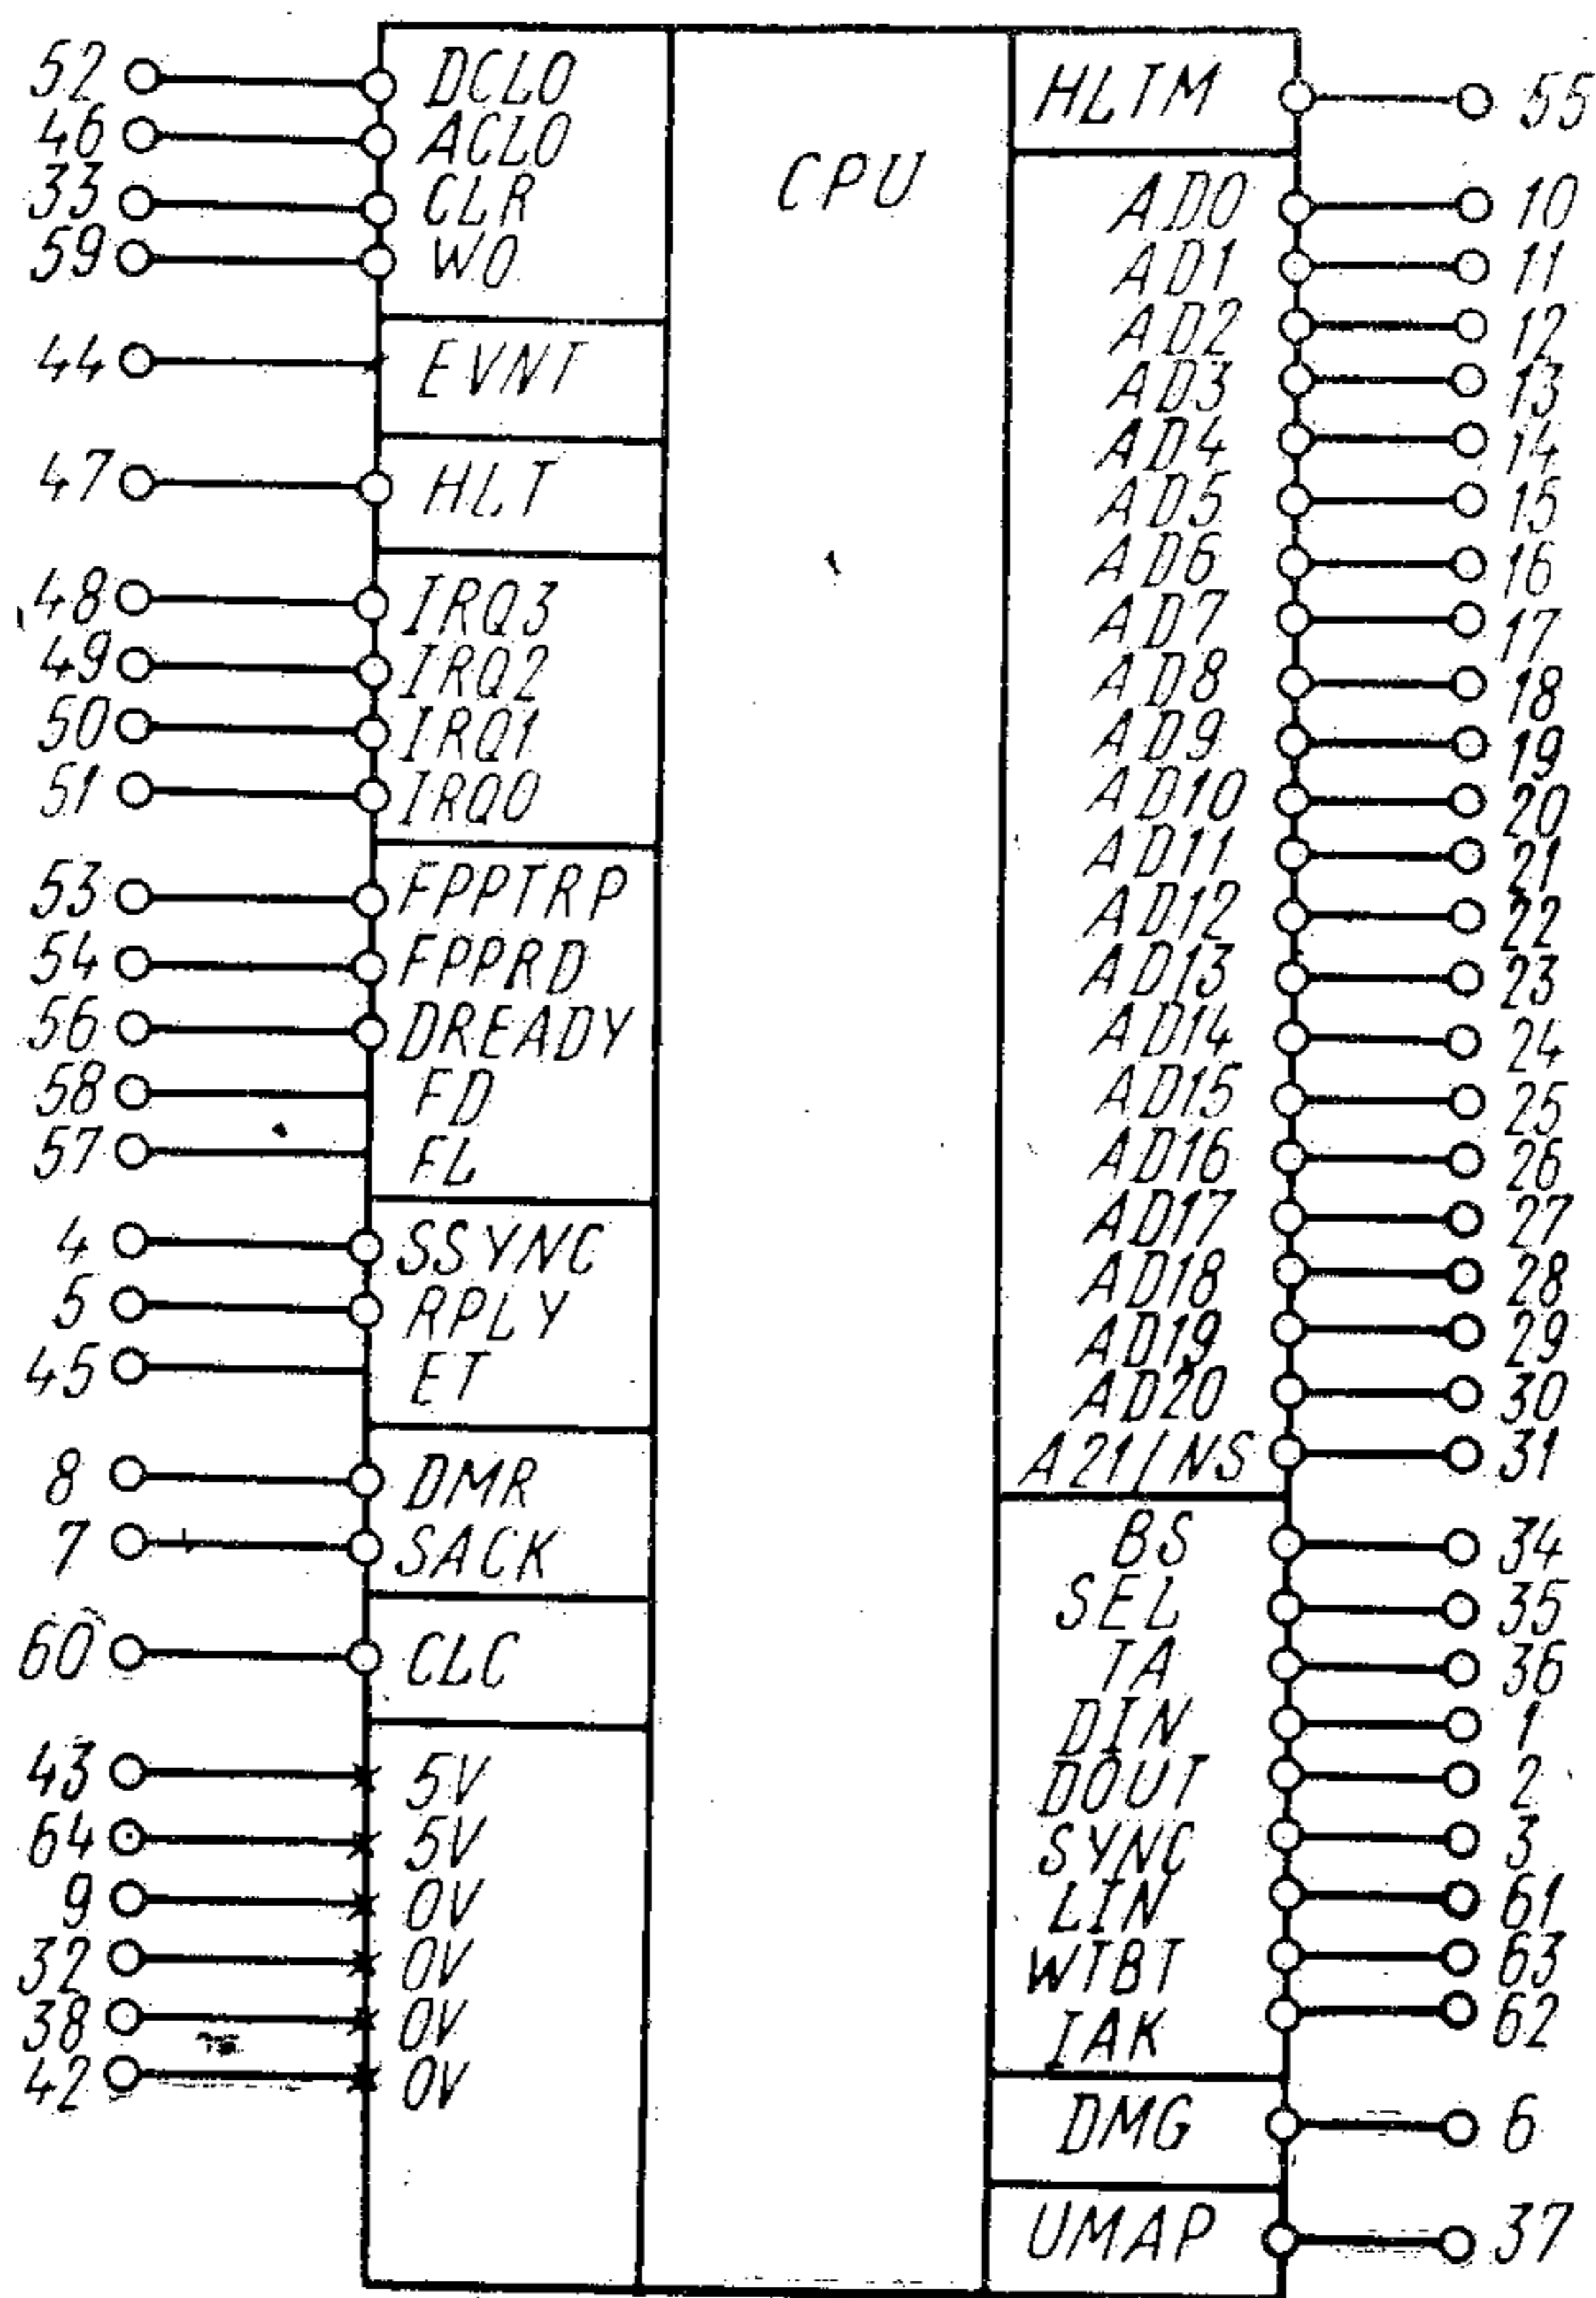 52 DCLO
46 ACLO
33 CLR
59 WO
44 EVNT
47 HLT
48 IRQ3
49 IRQ2
50 IRQ1
51 IRQ0
53 FPPTRP
54 FPPRD
56 DREADY
58 FD
57 FL
4 SSYNC
5 RPLY
45 ET
8 DMR
7 SACK
60 CLC
43 5V
64 5V
9 0V
32 0V
38 0V
42 0V
CPU
HLTM 55
AD0 10
AD1 11
AD2 12
AD3 13
AD4 14
AD5 15
AD6 16
AD7 17
AD8 18
AD9 19
AD10 20
AD11 21
AD12 22
AD13 23
AD14 24
AD15 25
AD16 26
AD17 27
AD18 28
AD19 29
AD20 30
A21/NS 31
BS 34
SEL 35
TA 36
DIN 1
DOUT 2
SYNC 3
LIN 61
WTBT 63
IAK 62
DMG 6
UMAP 37